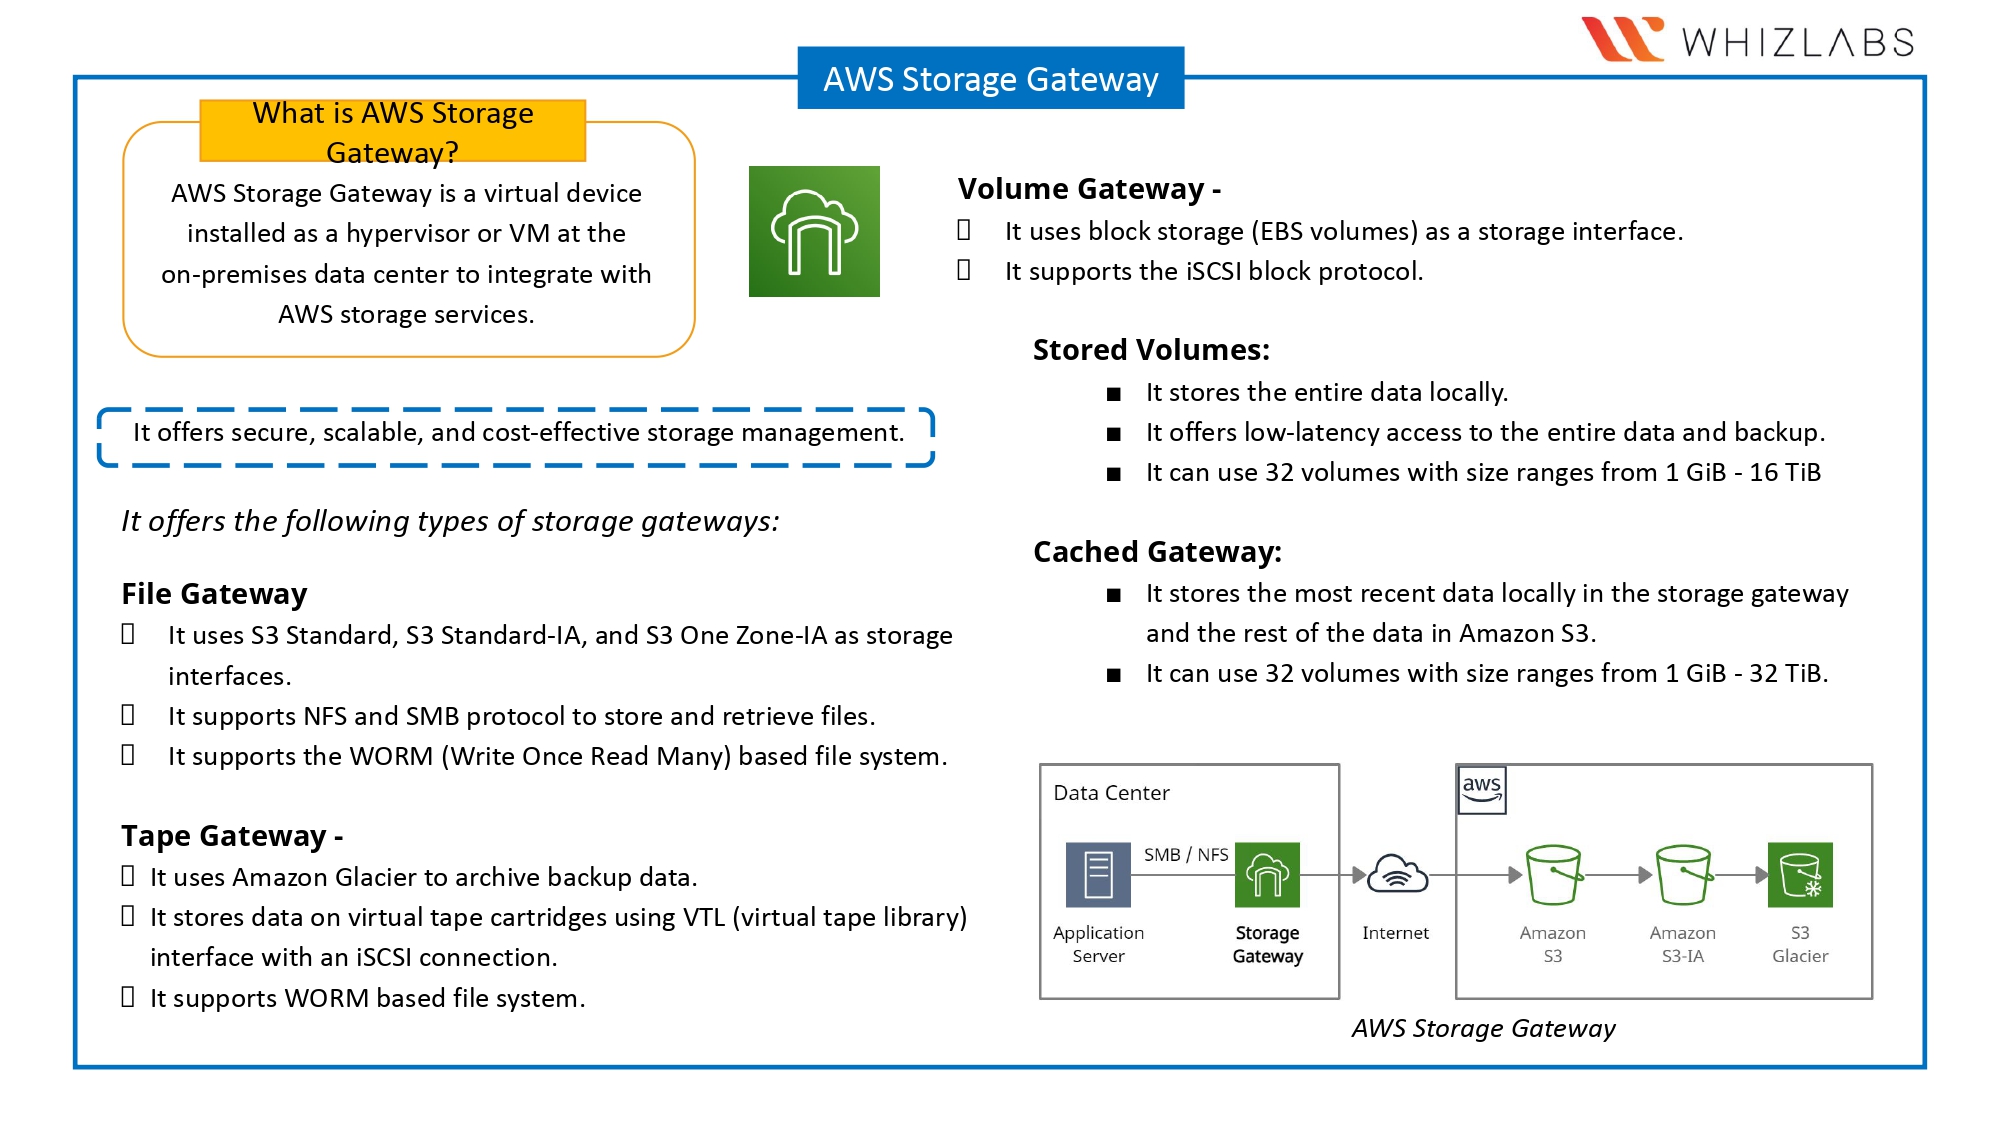 WHIZLABS
AWS Storage Gateway
What is AWS Storage
Gateway?
AWS Storage Gateway is a virtual device
installed as a hypervisor or VM at the
on-premises data center to integrate with
AWS storage services.
It offers secure, scalable, and cost-effective storage management.
It offers the following types of storage gateways:
File Gateway
It uses S3 Standard, S3 Standard-IA, and S3 One Zone-IA as storage
interfaces.
It supports NFS and SMB protocol to store and retrieve files.
It supports the WORM (Write Once Read Many) based file system.
Tape Gateway -
It uses Amazon Glacier to archive backup data.
It stores data on virtual tape cartridges using VTL (virtual tape library)
interface with an iSCSI connection.
It supports WORM based file system.
Volume Gateway -
It uses block storage (EBS volumes) as a storage interface.
It supports the iSCSI block protocol.
Stored Volumes:
■ It stores the entire data locally.
■ It offers low-latency access to the entire data and backup.
■ It can use 32 volumes with size ranges from 1 GiB - 16 TiB
Cached Gateway:
■ It stores the most recent data locally in the storage gateway
and the rest of the data in Amazon S3.
■ It can use 32 volumes with size ranges from 1 GiB - 32 TiB.
Data Center
aws
SMB / NFS
Application
Server
Storage
Gateway
Internet
Amazon
S3
Amazon
S3-IA
S3
Glacier
AWS Storage Gateway